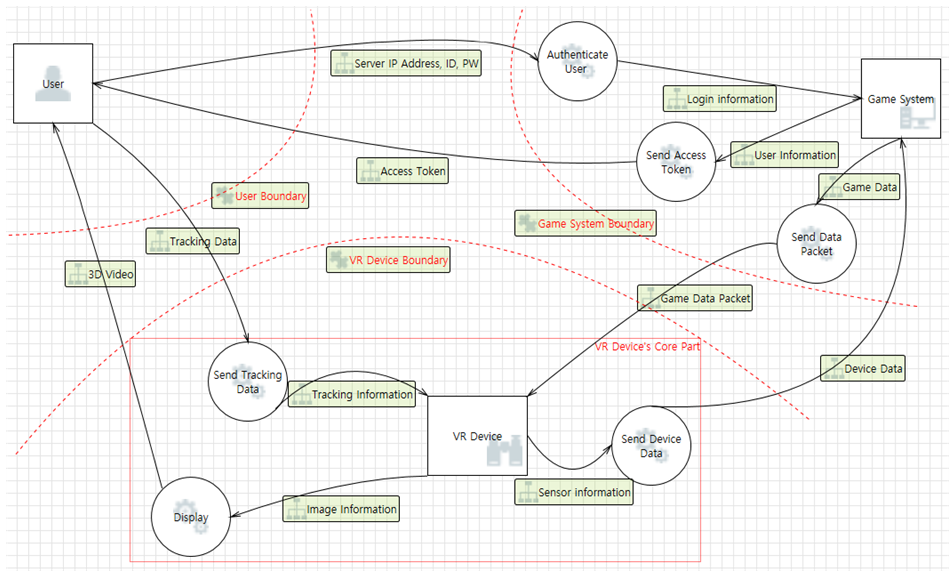 User
Server IP Address, ID, PW
Authenticate
User
Login information
Game System
Send Access
Token
User Information
Access Token
Game Data
User Boundary
Game System Boundary
Tracking Data
Send Data
Packet
VR Device Boundary
3D Video
Game Data Packet
VR Device's Core Part
Device Data
Send Tracking
Data
Tracking Information
VR Device
Send Device
Data
Sensor information
Image Information
Display